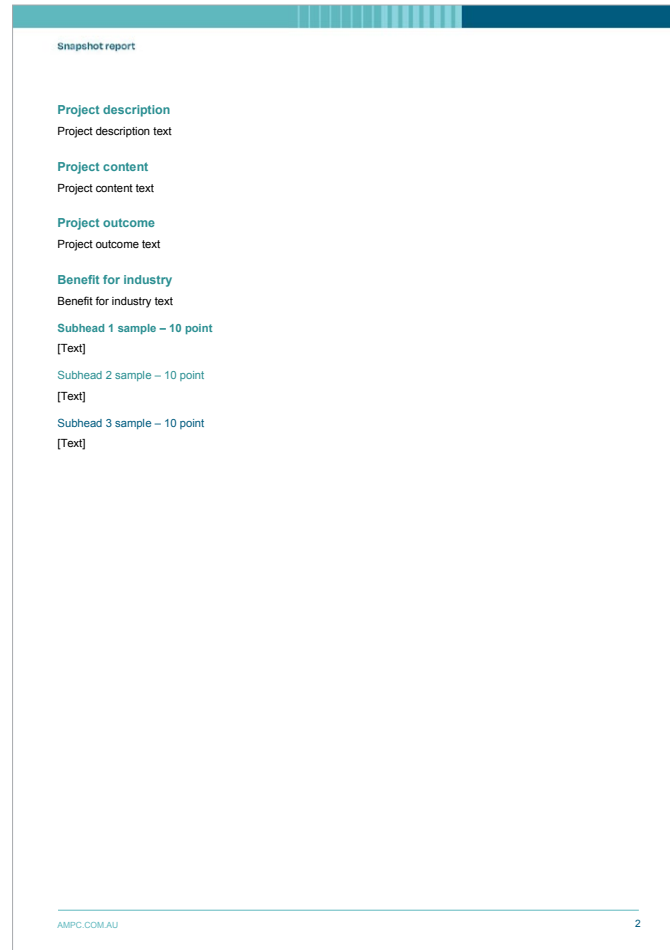 Snapshot report
Project description
Project description text
Project content
Project content text
Project outcome
Project outcome text
Benefit for industry
Benefit for industry text
Subhead 1 sample – 10 point
[Text]
Subhead 2 sample – 10 point
[Text]
Subhead 3 sample – 10 point
[Text]
AMPC.COM.AU
2